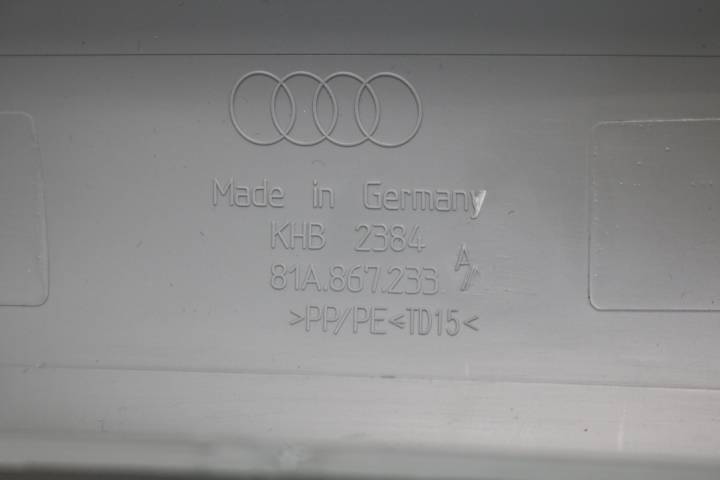 Made in Germany
KHB 2384
81A.867.233 A
>PP/PE<TD15<